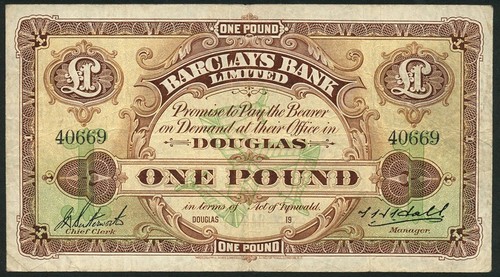 ONE POUND
BARCLAYS BANK
LIMITED
£ £
Promise to Pay the Bearer
on Demand at their Office in
40669 40669
DOUGLAS
ONE POUND
in terms of Act of Tynwald.
DOUGLAS 19
Chief Clerk Manager.
ONE POUND